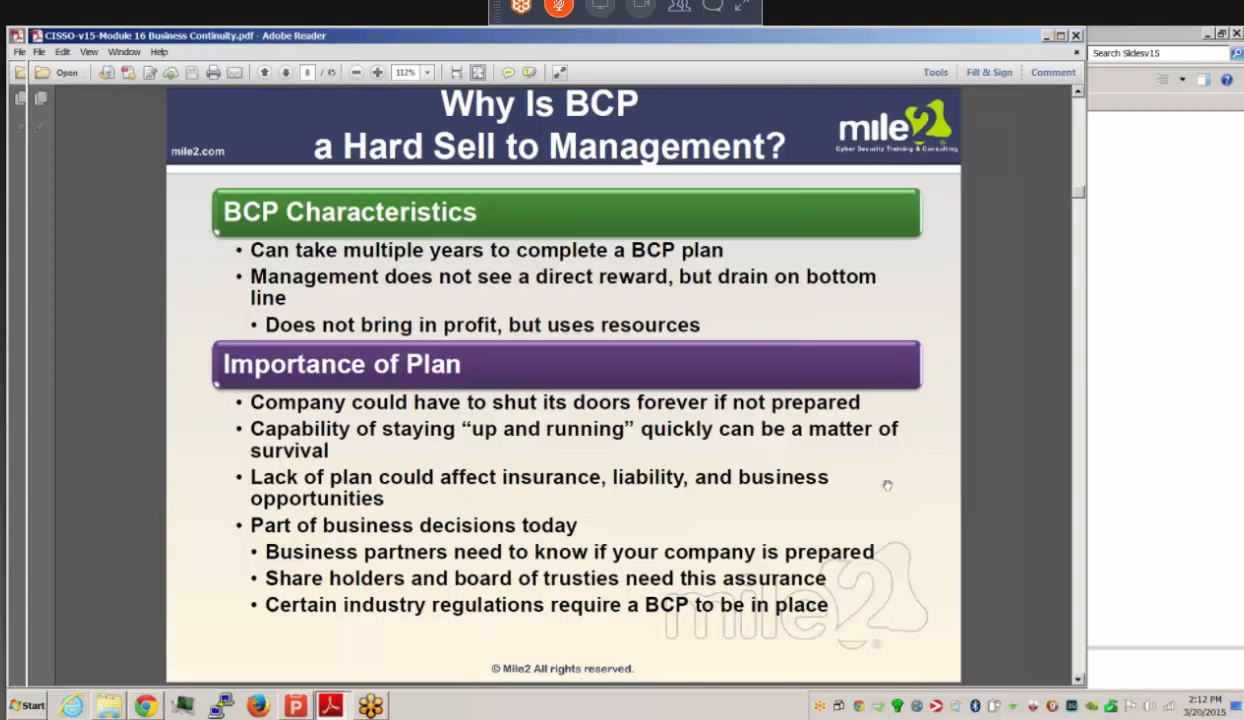 CISSO-v15-Module 16 Business Continuity.pdf - Adobe Reader
File File Edit View Window Help
Search Slidesv15
Open
8 / 45
112%
Tools Fill & Sign Comment
Why Is BCP
a Hard Sell to Management?
mile2.com
mile2
Cyber Security Training & Consulting
BCP Characteristics
• Can take multiple years to complete a BCP plan
• Management does not see a direct reward, but drain on bottom
line
• Does not bring in profit, but uses resources
Importance of Plan
• Company could have to shut its doors forever if not prepared
• Capability of staying “up and running” quickly can be a matter of
survival
• Lack of plan could affect insurance, liability, and business
opportunities
• Part of business decisions today
• Business partners need to know if your company is prepared
• Share holders and board of trusties need this assurance
• Certain industry regulations require a BCP to be in place
mile2
®
© Mile2 All rights reserved.
Start
2:12 PM
3/20/2015